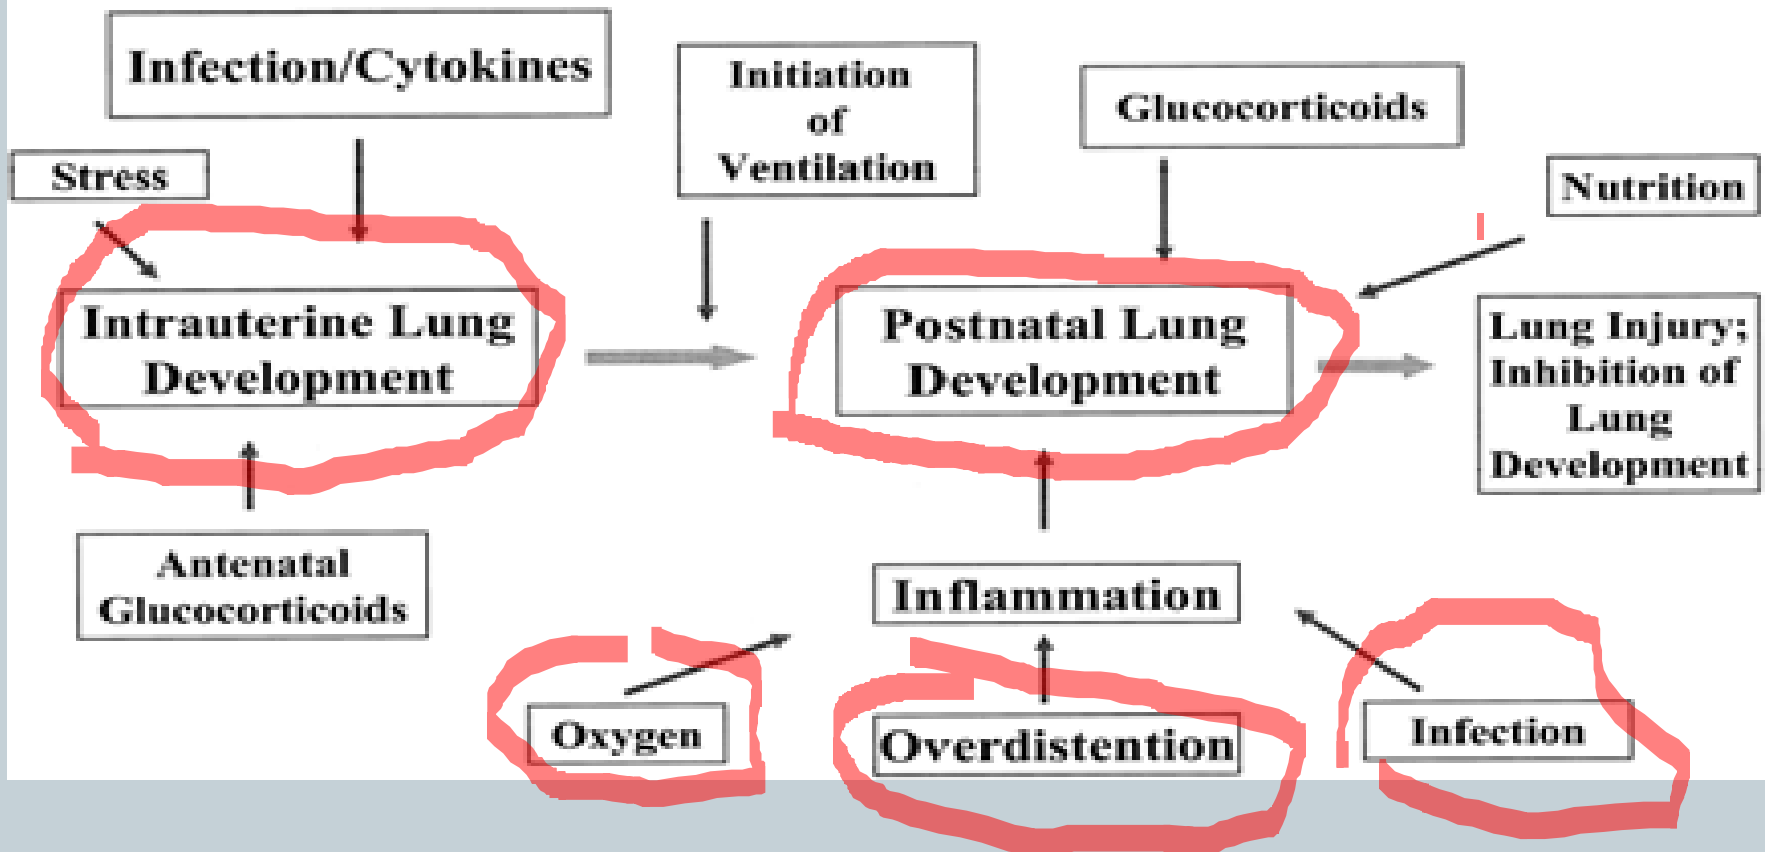 Infection/Cytokines
Stress
Initiation
of
Ventilation
Glucocorticoids
Nutrition
Intrauterine Lung
Development
Postnatal Lung
Development
Lung Injury;
Inhibition of
Lung
Development
Antenatal
Glucocorticoids
Inflammation
Oxygen
Overdistention
Infection